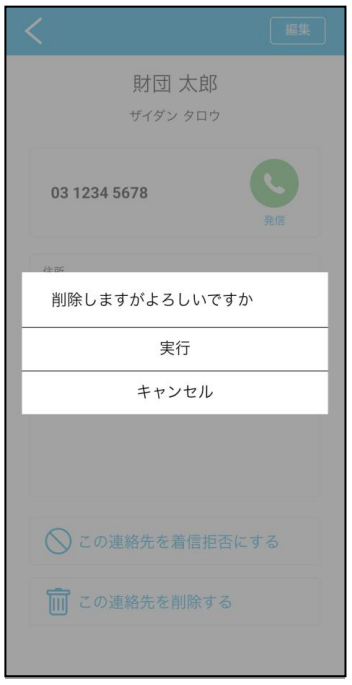 編集
財団 太郎
ザイダン タロウ
03 1234 5678
発信
住所
削除しますがよろしいですか
実行
キャンセル
この連絡先を着信拒否にする
この連絡先を削除する